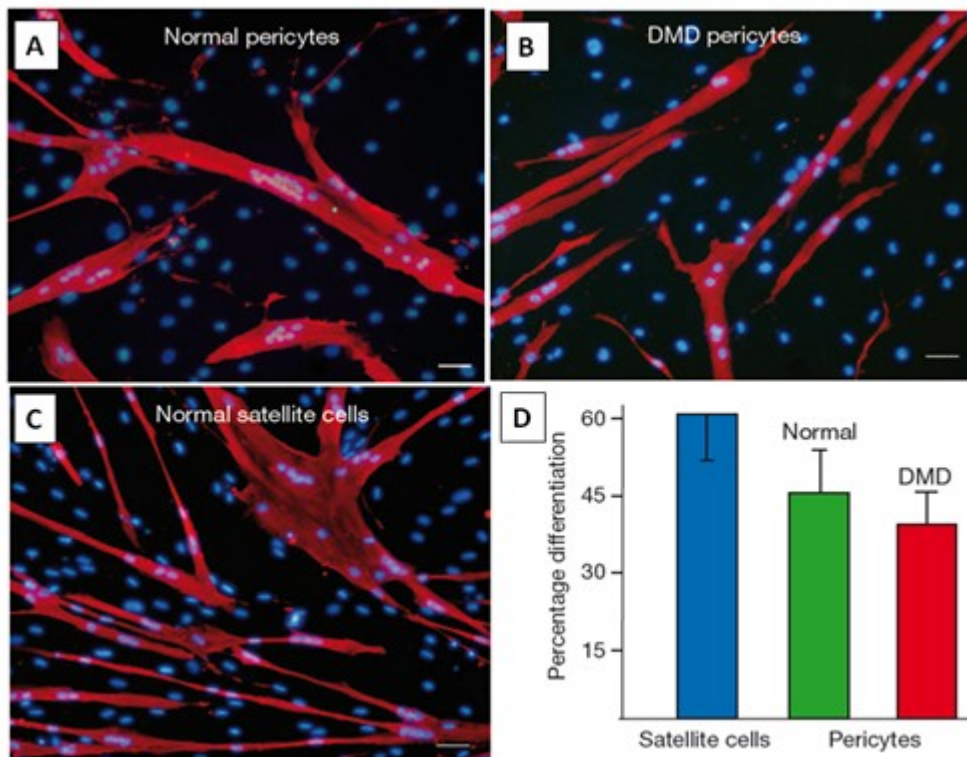 A
Normal pericytes
B
DMD pericytes
C
Normal satellite cells
D
Percentage differentiation
60
45
30
15
Normal
DMD
Satellite cells
Pericytes